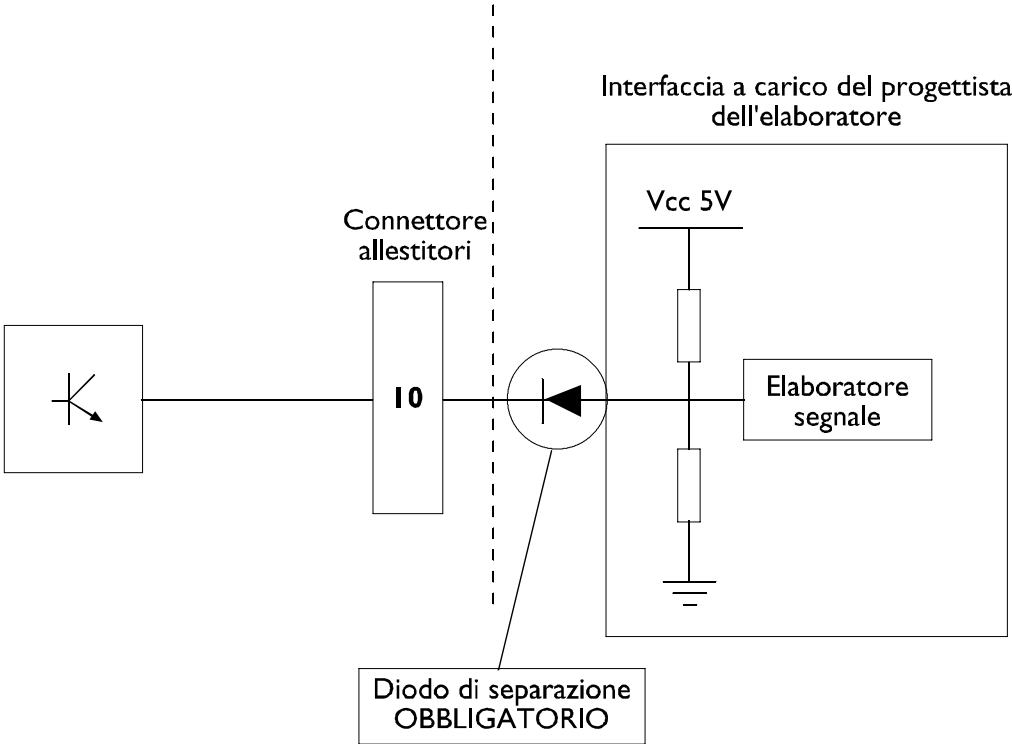 Interfaccia a carico del progettista
dell'elaboratore
Vcc 5V
Connettore
allestitori
10
Elaboratore
segnale
Diodo di separazione
OBBLIGATORIO